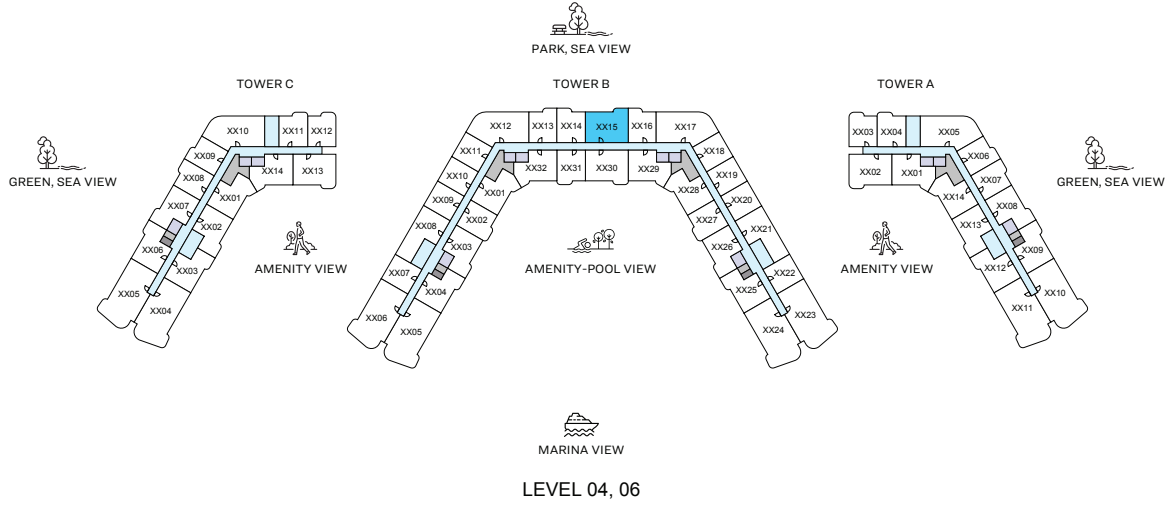 PARK, SEA VIEW
TOWER C
TOWER B
TOWER A
GREEN, SEA VIEW
XX10
XX11
XX12
XX09
XX08
XX14
XX13
XX07
XX01
XX02
XX06
XX03
XX05
XX04
AMENITY VIEW
XX12
XX13
XX14
XX15
XX16
XX17
XX11
XX32
XX31
XX30
XX29
XX18
XX10
XX01
XX28
XX19
XX09
XX02
XX27
XX20
XX08
XX03
XX26
XX21
XX07
XX04
XX25
XX22
XX06
XX05
XX24
XX23
AMENITY-POOL VIEW
XX03
XX04
XX05
XX02
XX01
XX06
XX14
XX07
XX13
XX08
XX12
XX09
XX11
XX10
AMENITY VIEW
GREEN, SEA VIEW
MARINA VIEW
LEVEL 04, 06